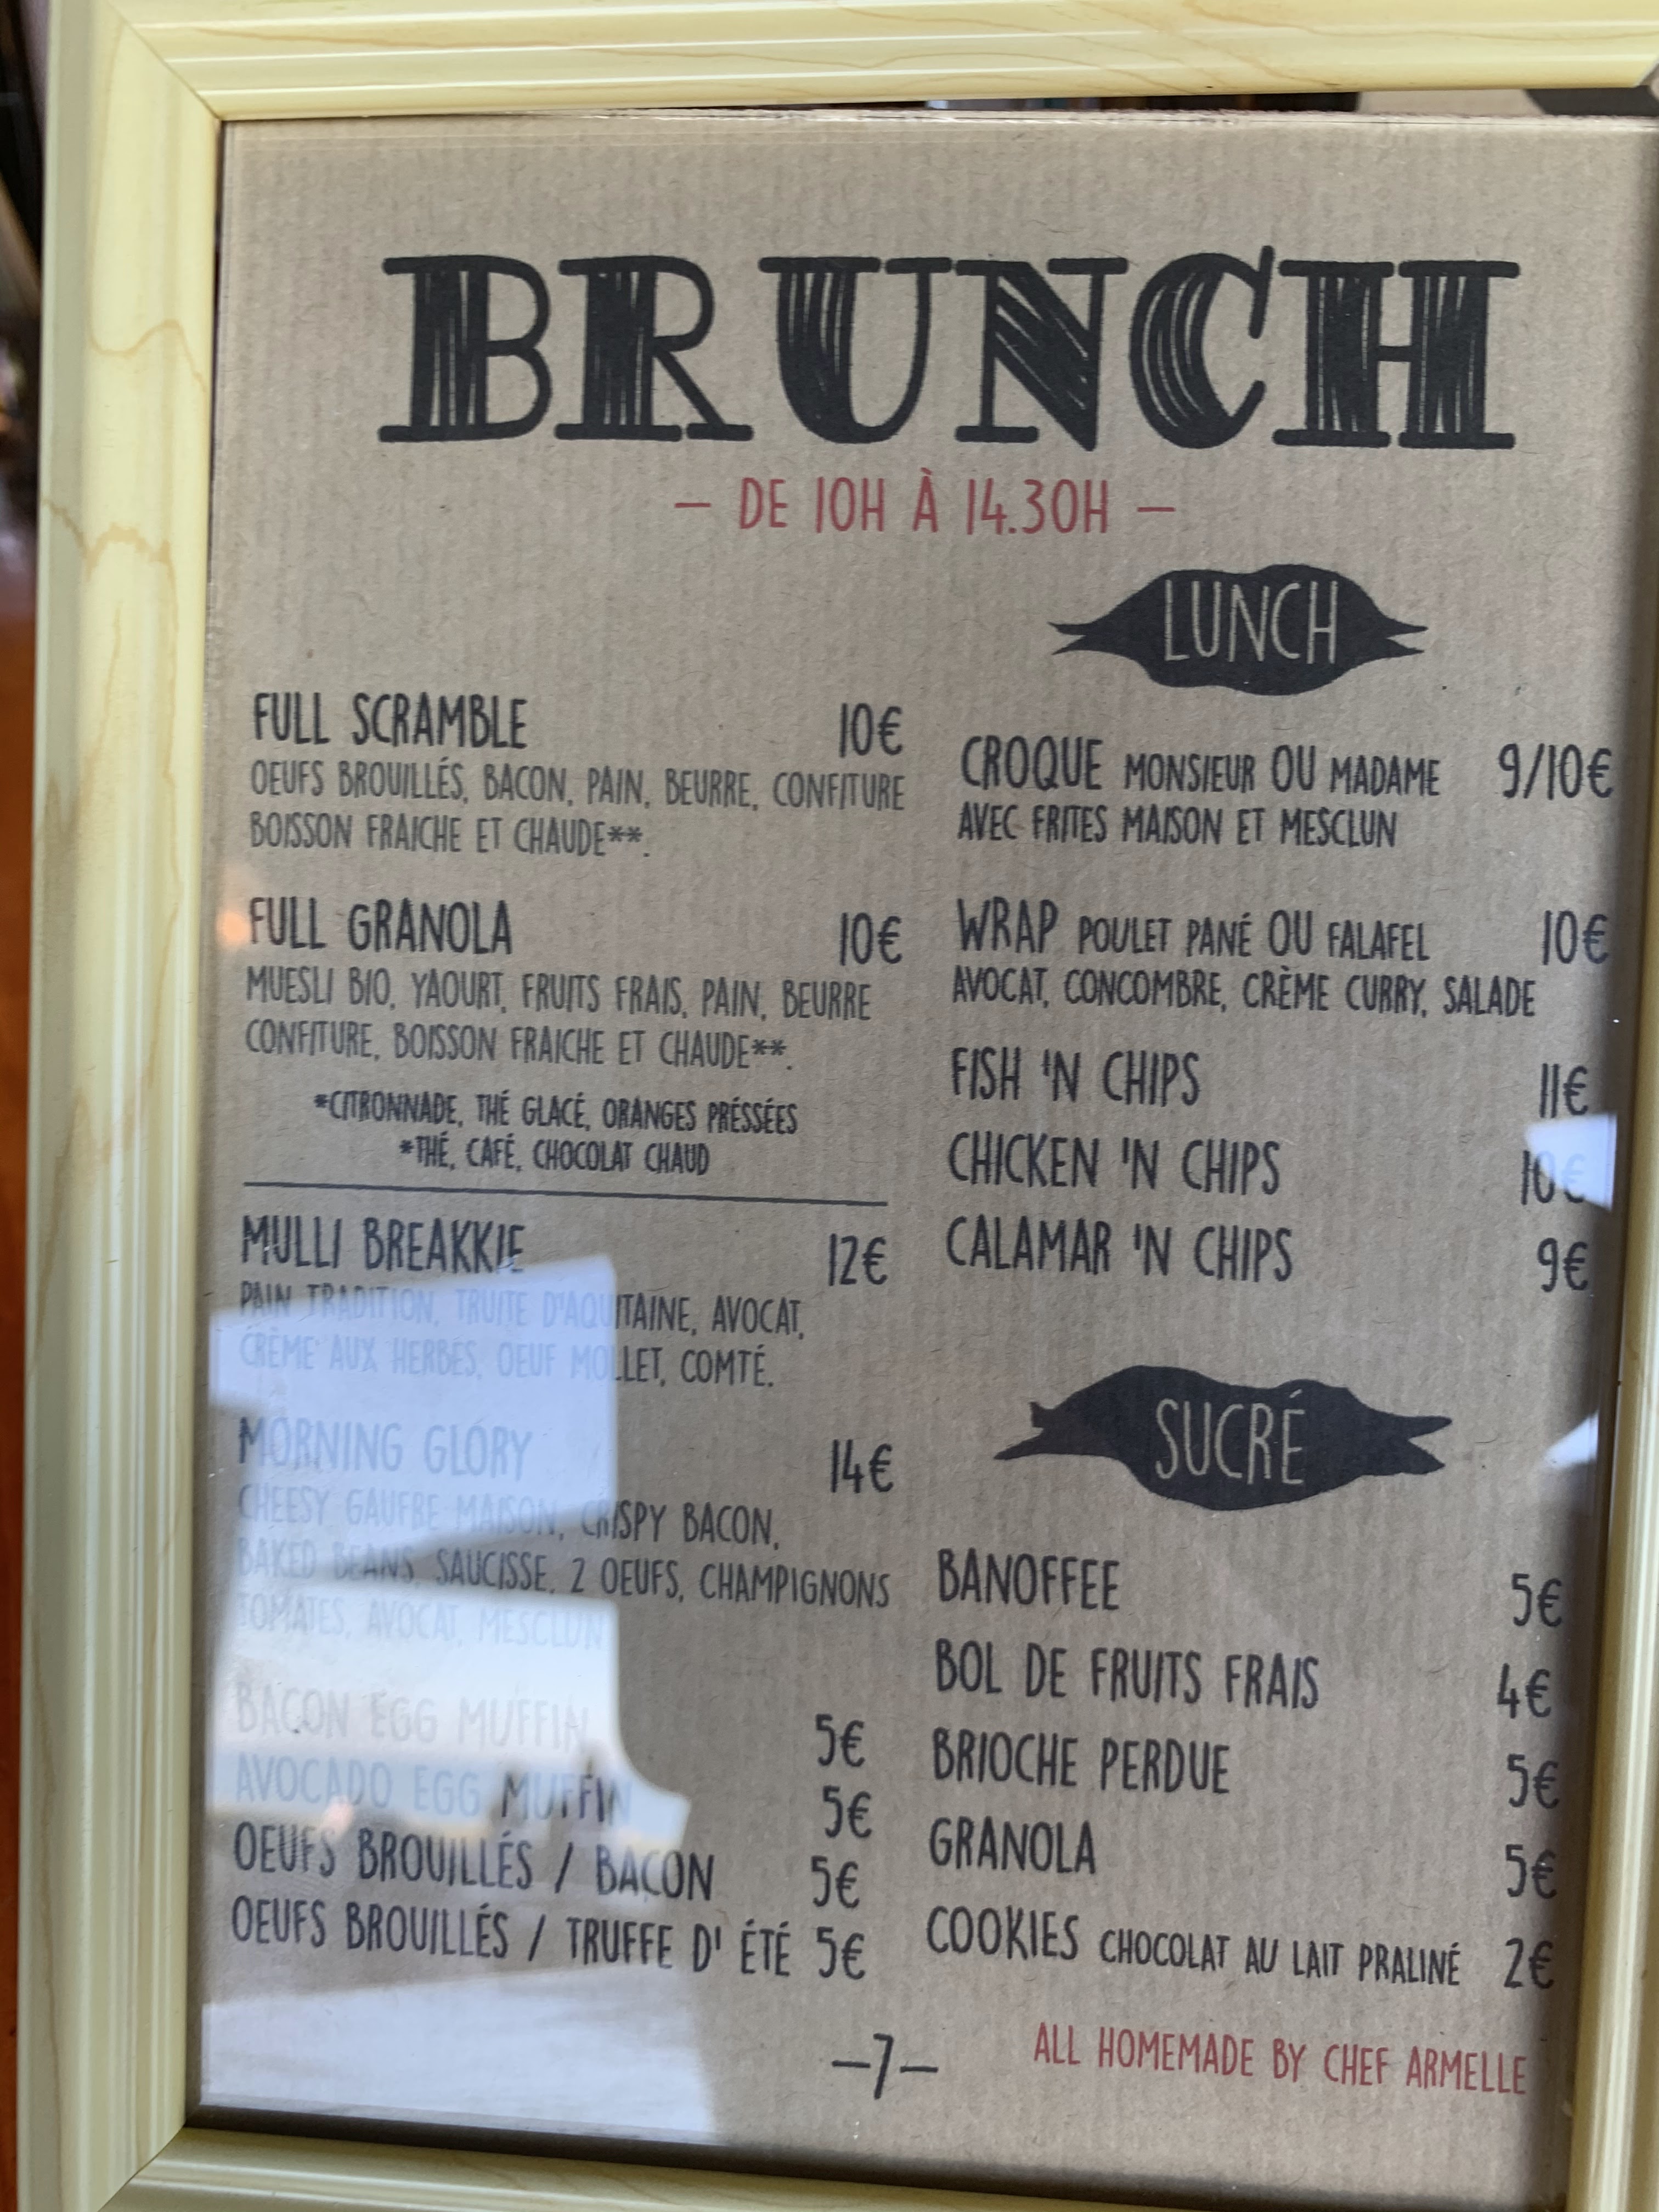 BRUNCH
– DE 10H À 14.30H –
FULL SCRAMBLE 10€
OEUFS BROUILLÉS, BACON, PAIN, BEURRE, CONFITURE
BOISSON FRAICHE ET CHAUDE**.
FULL GRANOLA 10€
MUESLI BIO, YAOURT, FRUITS FRAIS, PAIN, BEURRE
CONFITURE, BOISSON FRAICHE ET CHAUDE**.
*CITRONNADE, THÉ GLACÉ, ORANGES PRÉSSÉES
*THÉ, CAFÉ, CHOCOLAT CHAUD
MULLI BREAKKIE 12€
PAIN TRADITION, TRUITE D'AQUITAINE, AVOCAT,
CRÈME AUX HERBES, OEUF MOLLET, COMTÉ.
MORNING GLORY 14€
CHEESY GAUFRE MAISON, CRISPY BACON,
BAKED BEANS, SAUCISSE, 2 OEUFS, CHAMPIGNONS
TOMATES, AVOCAT, MESCLUN
BACON EGG MUFFIN 5€
AVOCADO EGG MUFFIN 5€
OEUFS BROUILLÉS / BACON 5€
OEUFS BROUILLÉS / TRUFFE D' ÉTÉ 5€
LUNCH
CROQUE MONSIEUR OU MADAME 9/10€
AVEC FRITES MAISON ET MESCLUN
WRAP POULET PANÉ OU FALAFEL 10€
AVOCAT, CONCOMBRE, CRÈME CURRY, SALADE
FISH 'N CHIPS 11€
CHICKEN 'N CHIPS 10€
CALAMAR 'N CHIPS 9€
SUCRÉ
BANOFFEE 5€
BOL DE FRUITS FRAIS 4€
BRIOCHE PERDUE 5€
GRANOLA 5€
COOKIES CHOCOLAT AU LAIT PRALINÉ 2€
–7–
ALL HOMEMADE BY CHEF ARMELLE